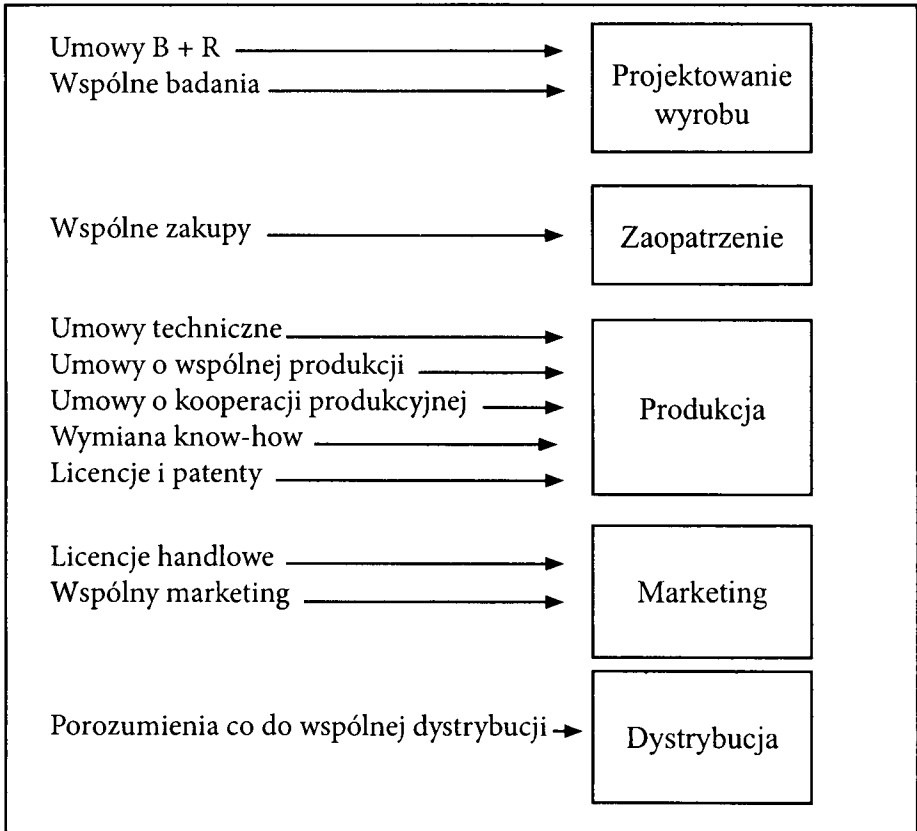 Umowy B + R
Wspólne badania
Projektowanie
wyrobu
Wspólne zakupy
Zaopatrzenie
Umowy techniczne
Umowy o wspólnej produkcji
Umowy o kooperacji produkcyjnej
Wymiana know-how
Licencje i patenty
Produkcja
Licencje handlowe
Wspólny marketing
Marketing
Porozumienia co do wspólnej dystrybucji
Dystrybucja